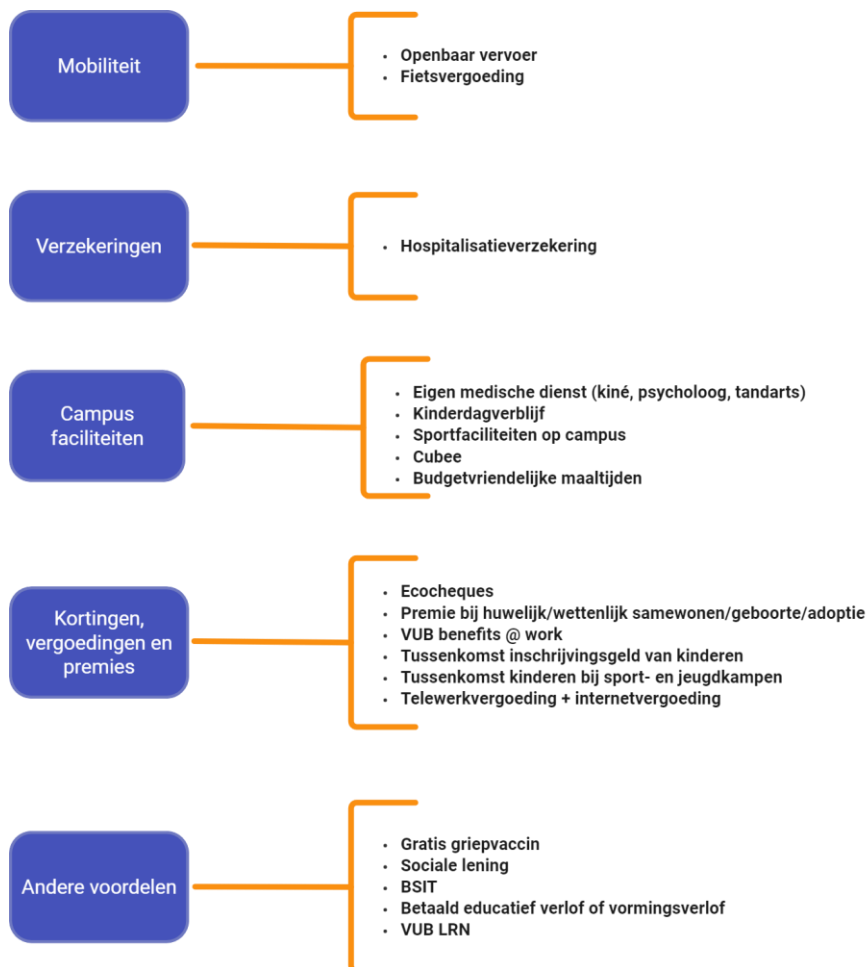 Mobiliteit
• Openbaar vervoer
• Fietsvergoeding
Verzekeringen
• Hospitalisatieverzekering
Campus
faciliteiten
• Eigen medische dienst (kiné, psycholoog, tandarts)
• Kinderdagverblijf
• Sportfaciliteiten op campus
• Cubee
• Budgetvriendelijke maaltijden
Kortingen,
vergoedingen en
premies
• Ecocheques
• Premie bij huwelijk/wettenlijk samewonen/geboorte/adoptie
• VUB benefits @ work
• Tussenkomst inschrijvingsgeld van kinderen
• Tussenkomst kinderen bij sport- en jeugdkampen
• Telewerkvergoeding + internetvergoeding
Andere voordelen
• Gratis griepvaccin
• Sociale lening
• BSIT
• Betaald educatief verlof of vormingsverlof
• VUB LRN